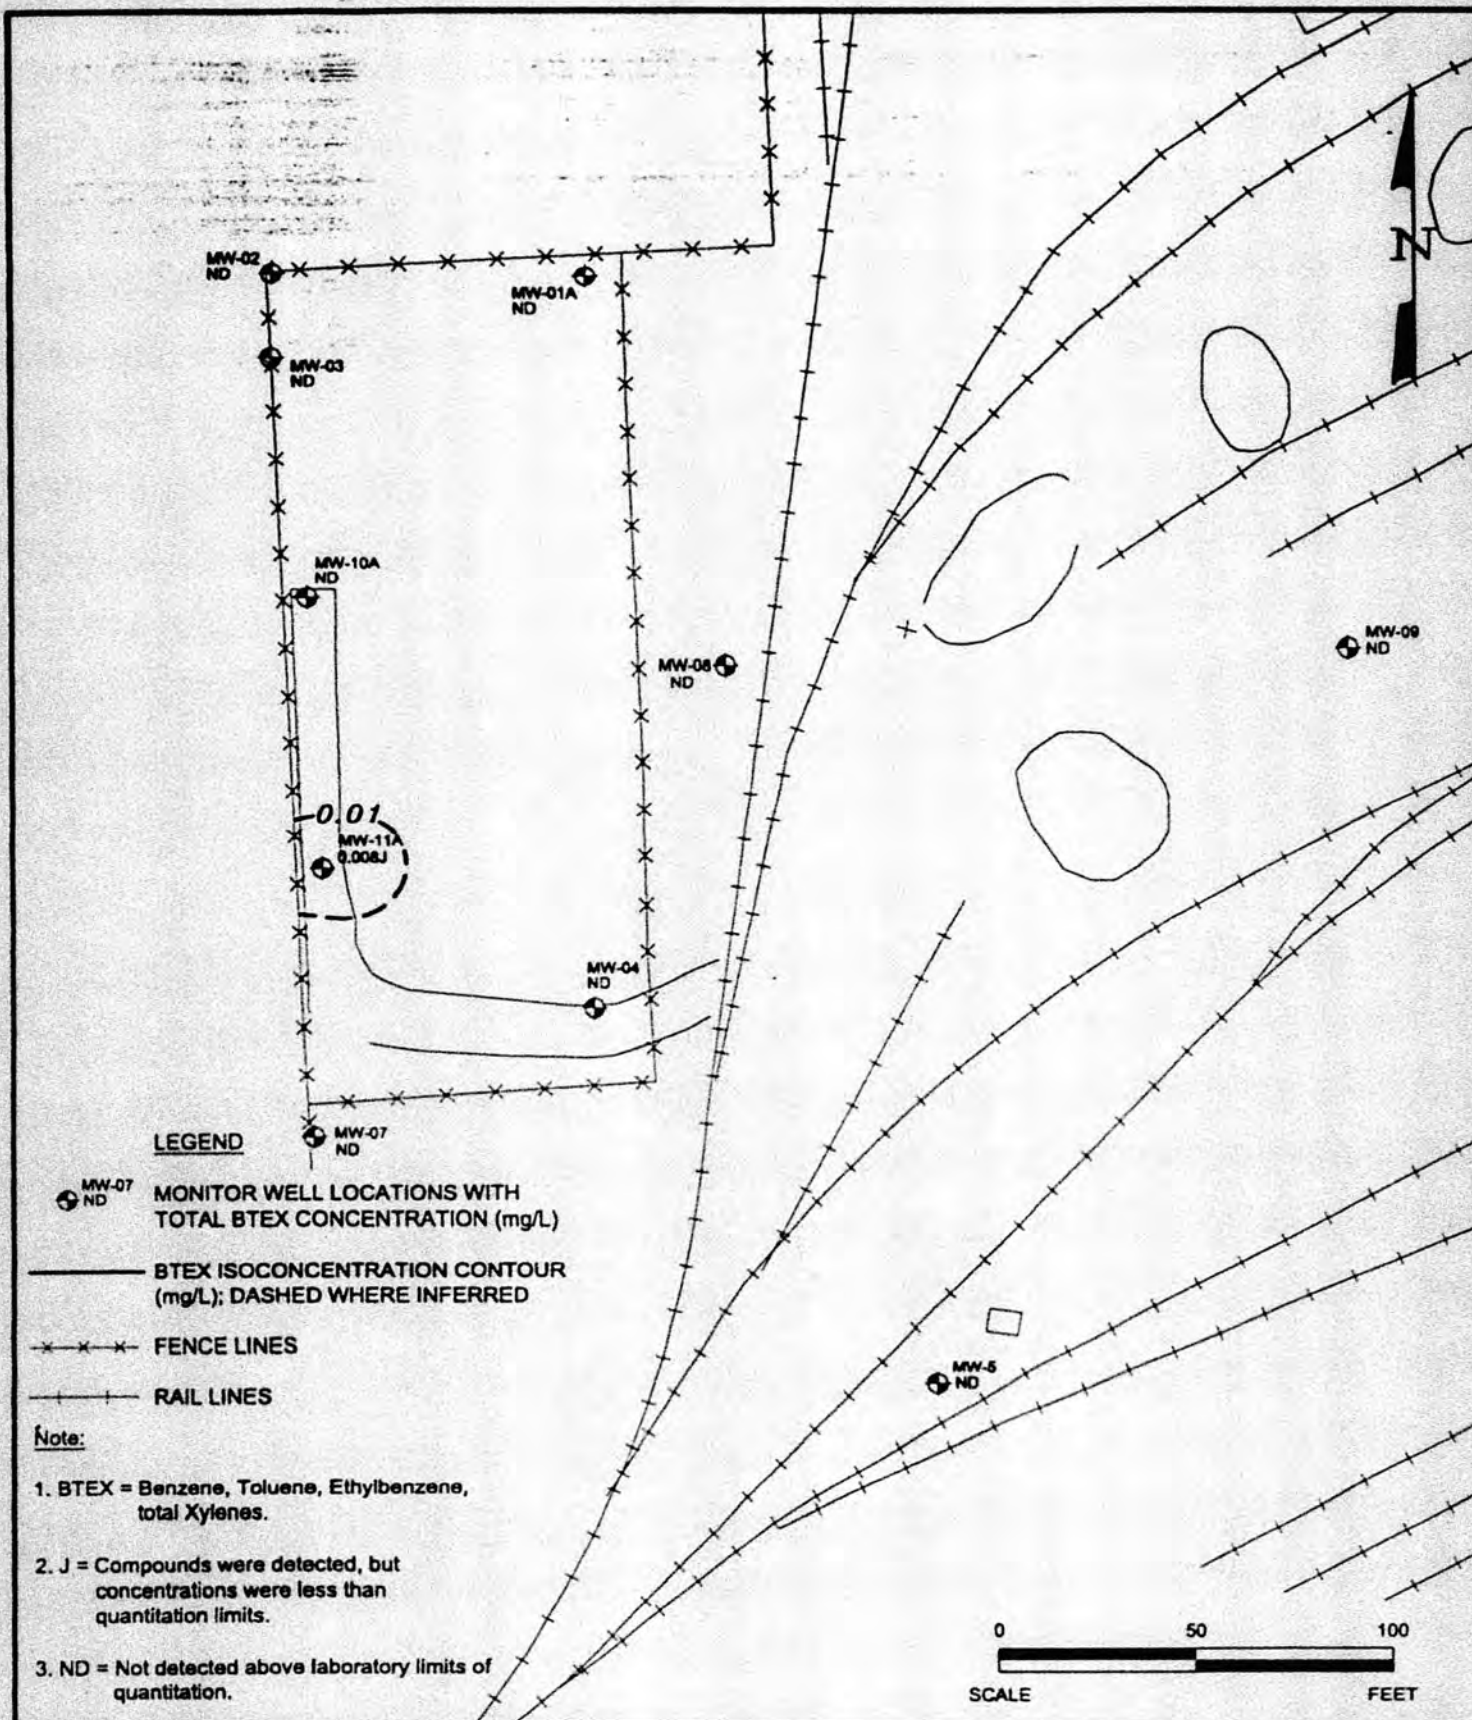 N
MW-02
ND
MW-01A
ND
MW-03
ND
MW-10A
ND
MW-08
ND
MW-09
ND
0.01
MW-11A
0.008J
MW-04
ND
MW-07
ND
LEGEND
MW-07
ND
MONITOR WELL LOCATIONS WITH
TOTAL BTEX CONCENTRATION (mg/L)
BTEX ISOCONCENTRATION CONTOUR
(mg/L); DASHED WHERE INFERRED
FENCE LINES
RAIL LINES
MW-5
ND
Note:
1. BTEX = Benzene, Toluene, Ethylbenzene,
total Xylenes.
2. J = Compounds were detected, but
concentrations were less than
quantitation limits.
3. ND = Not detected above laboratory limits of
quantitation.
0 50 100
SCALE FEET